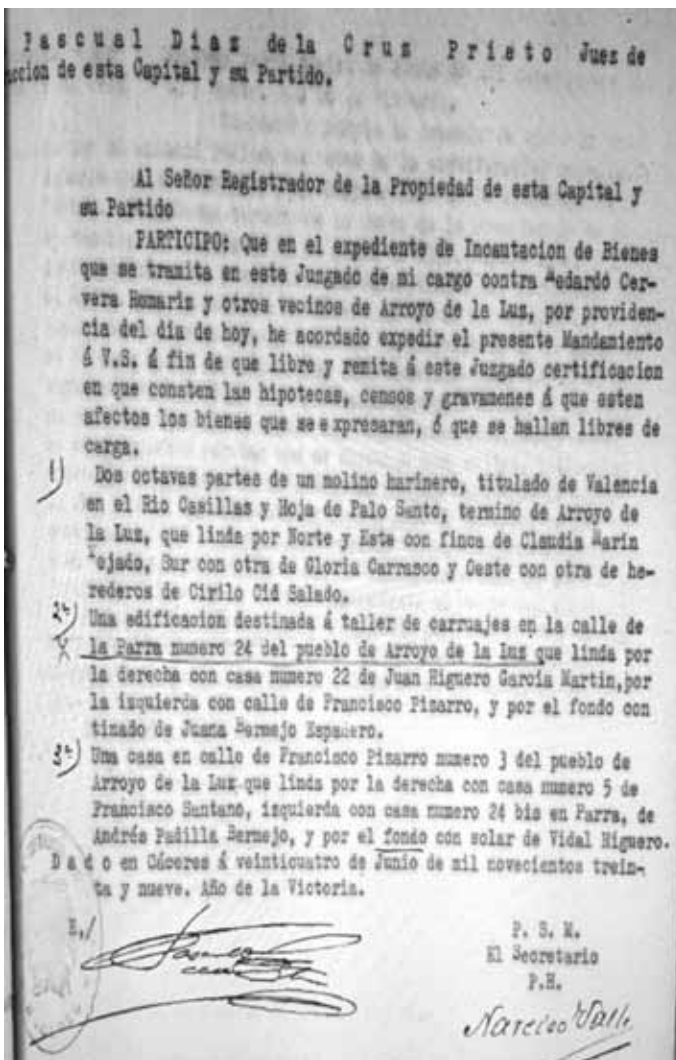 Pascual Diaz de la Cruz Prieto Juez de
ccion de esta Capital y su Partido.
Al Señor Registrador de la Propiedad de esta Capital y
su Partido
PARTICIPO: Que en el expediente de Incautacion de Bienes
que se tramita en este Juzgado de mi cargo contra Medardo Cer-
vera Romariz y otros vecinos de Arroyo de la Luz, por providen-
cia del dia de hoy, he acordado expedir el presente Mandamiento
á V.S. á fin de que libre y remita á este Juzgado certificacion
en que consten las hipotecas, censos y gravamenes á que esten
afectos los bienes que se expresaran, ó que se hallan libres de
carga.
1) Dos octavas partes de un molino harinero, titulado de Valencia
en el Rio Casillas y Hoja de Palo Santo, termino de Arroyo de
la Luz, que linda por Norte y Este con finca de Claudia Marin
Tejado, Sur con otra de Gloria Carrasco y Oeste con otra de he-
rederos de Cirilo Cid Salado.
2ª) Una edificacion destinada á taller de carruajes en la calle de
X la Parra numero 24 del pueblo de Arroyo de la Luz que linda por
la derecha con casa numero 22 de Juan Higuero Garcia Martin, por
la izquierda con calle de Francisco Pizarro, y por el fondo con
tinado de Juana Bermejo Espadero.
3ª) Una casa en calle de Francisco Pizarro numero 3 del pueblo de
Arroyo de la Luz que linda por la derecha con casa numero 5 de
Francisco Santano, izquierda con casa numero 24 bis en Parra, de
Andrés Padilla Bermejo, y por el fondo con solar de Vidal Higuero.
Dado en Cáceres á veinticuatro de Junio de mil novecientos trein-
ta y nueve. Año de la Victoria.
P. S. M.
El Secretario
P.H.
Narciso Valle